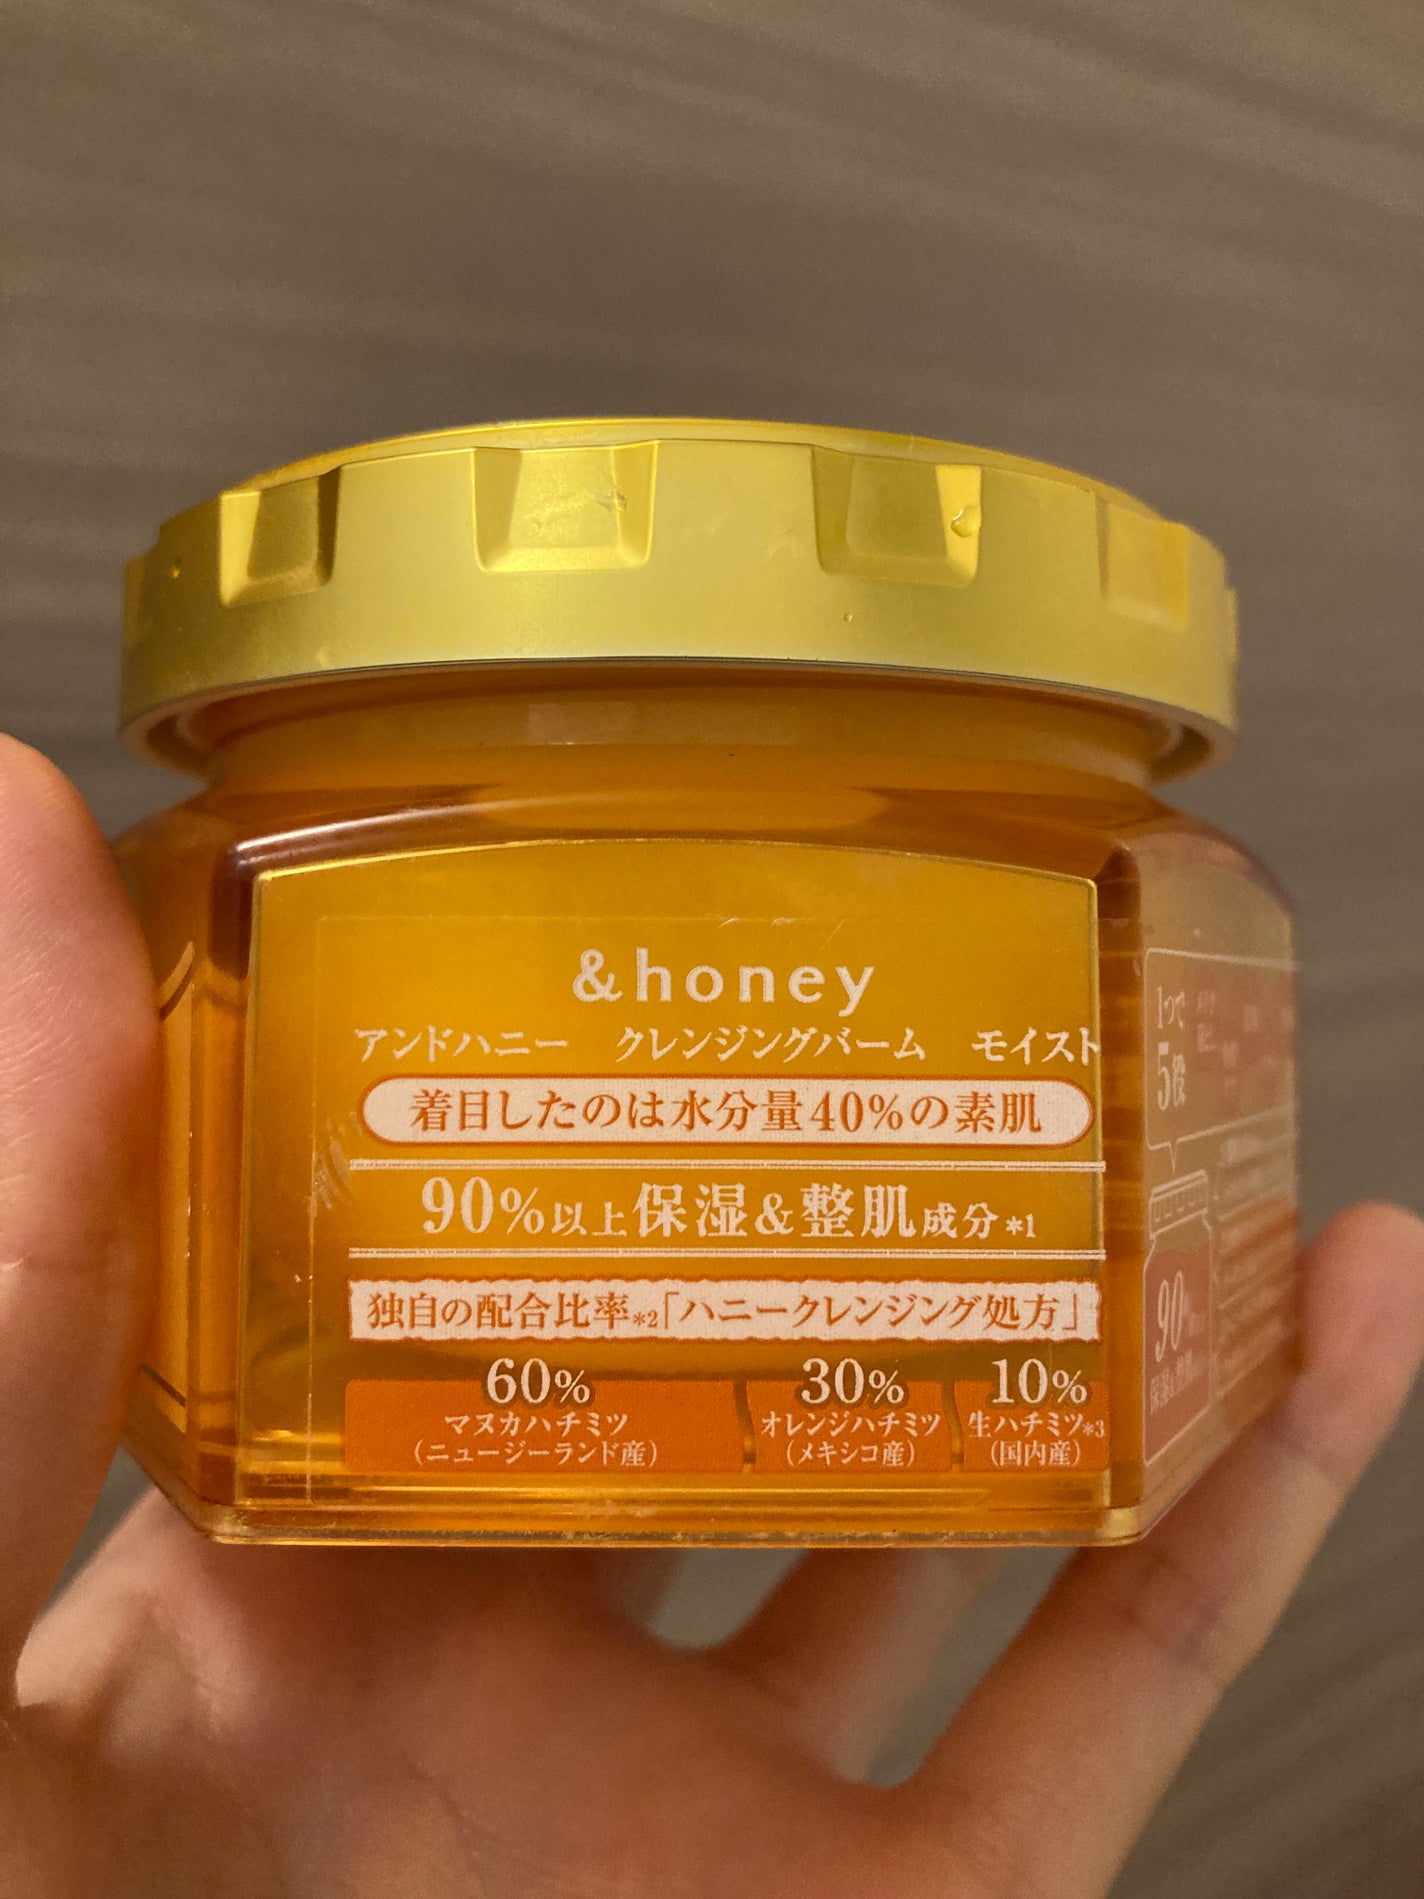 &honey
アンドハニー クレンジングバーム モイスト
着目したのは水分量40%の素肌
90%以上保湿&整肌成分*1
独自の配合比率*2「ハニークレンジング処方」
60% 30% 10%
マヌカハチミツ オレンジハチミツ 生ハチミツ*3
(ニュージーランド産) (メキシコ産) (国内産)
1つで
5役
90%